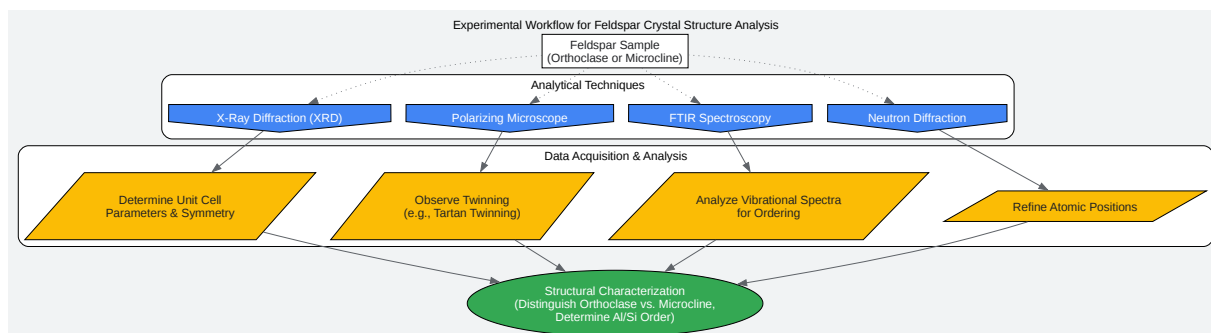 Experimental Workflow for Feldspar Crystal Structure Analysis
Feldspar Sample
(Orthoclase or Microcline)
Analytical Techniques
X-Ray Diffraction (XRD)
Polarizing Microscope
FTIR Spectroscopy
Neutron Diffraction
Data Acquisition & Analysis
Determine Unit Cell
Parameters & Symmetry
Observe Twinning
(e.g., Tartan Twinning)
Analyze Vibrational Spectra
for Ordering
Refine Atomic Positions
Structural Characterization
(Distinguish Orthoclase vs. Microcline,
Determine Al/Si Order)